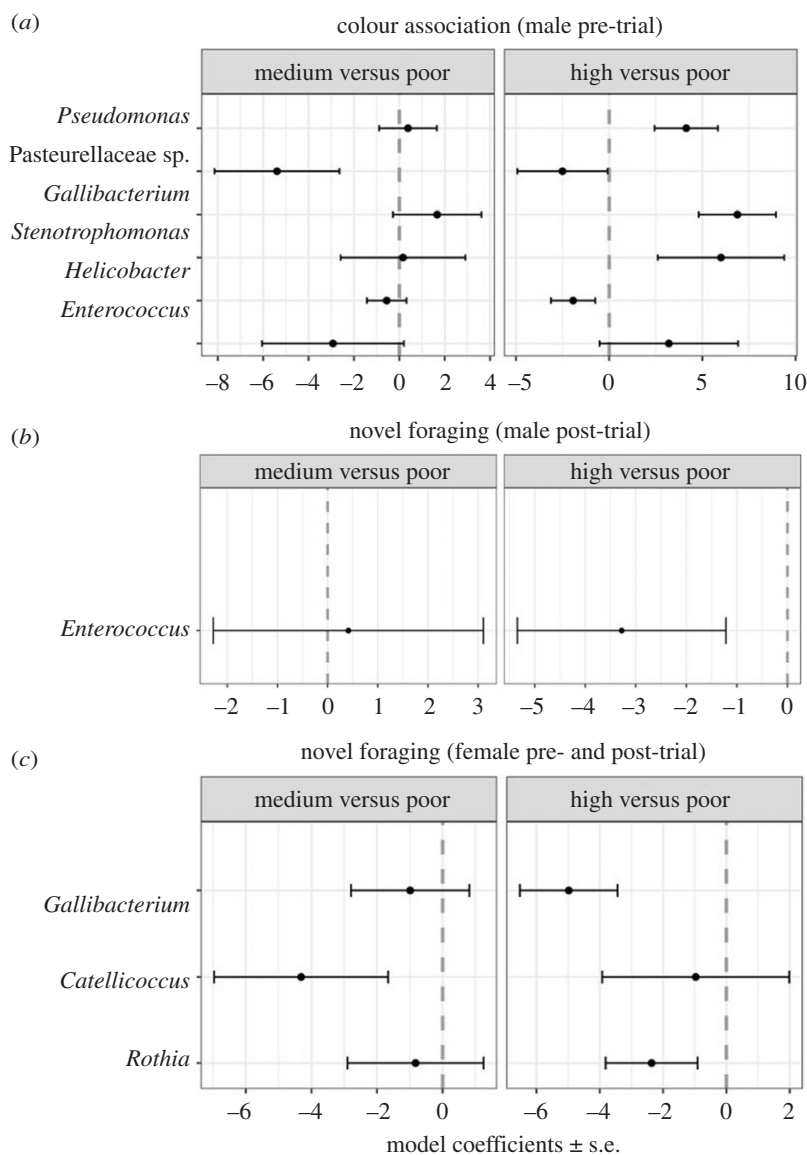 (a) colour association (male pre-trial)
medium versus poor high versus poor
Pseudomonas
Pasteurellaceae sp.
Gallibacterium
Stenotrophomonas
Helicobacter
Enterococcus
–8 –6 –4 –2 0 2 4 –5 0 5 10
(b) novel foraging (male post-trial)
medium versus poor high versus poor
Enterococcus
–2 –1 0 1 2 3 –5 –4 –3 –2 –1 0
(c) novel foraging (female pre- and post-trial)
medium versus poor high versus poor
Gallibacterium
Catellicoccus
Rothia
–6 –4 –2 0 –6 –4 –2 0 2
model coefficients ± s.e.